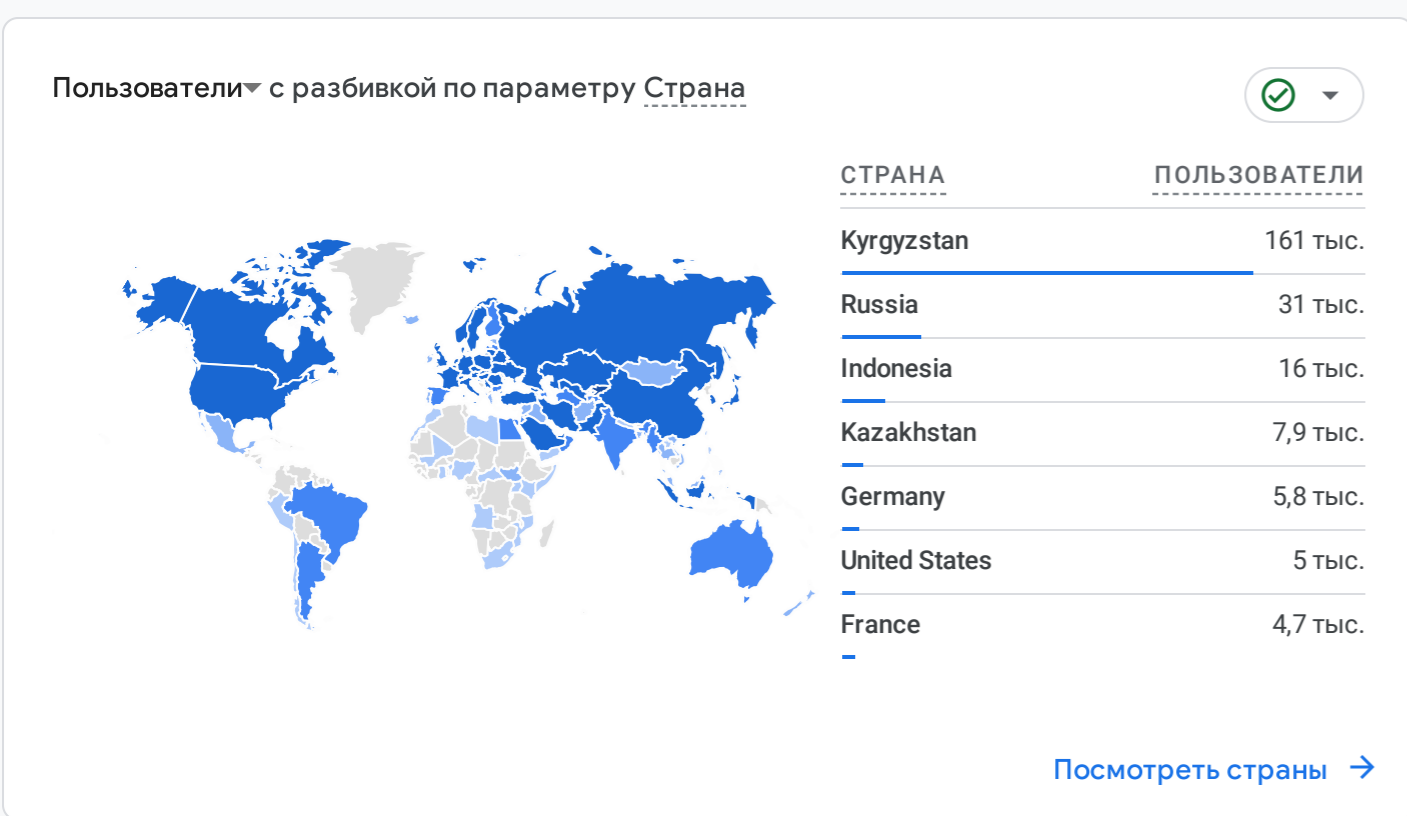 Пользователи с разбивкой по параметру Страна
СТРАНА ПОЛЬЗОВАТЕЛИ
Kyrgyzstan 161 тыс.
Russia 31 тыс.
Indonesia 16 тыс.
Kazakhstan 7,9 тыс.
Germany 5,8 тыс.
United States 5 тыс.
France 4,7 тыс.
Посмотреть страны